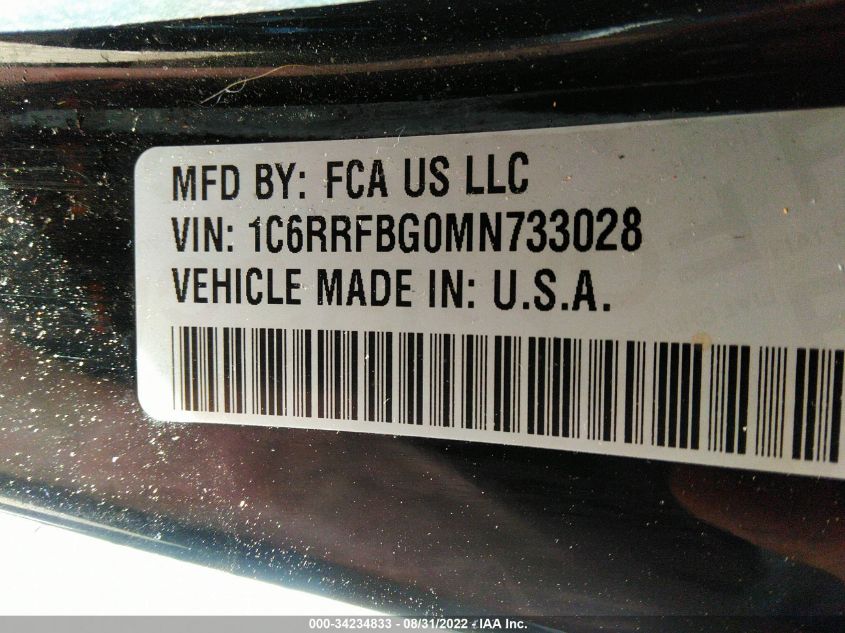 MFD BY: FCA US LLC
VIN: 1C6RRFBG0MN733028
VEHICLE MADE IN: U.S.A.
000-34234833 - 08/31/2022 - IAA Inc.